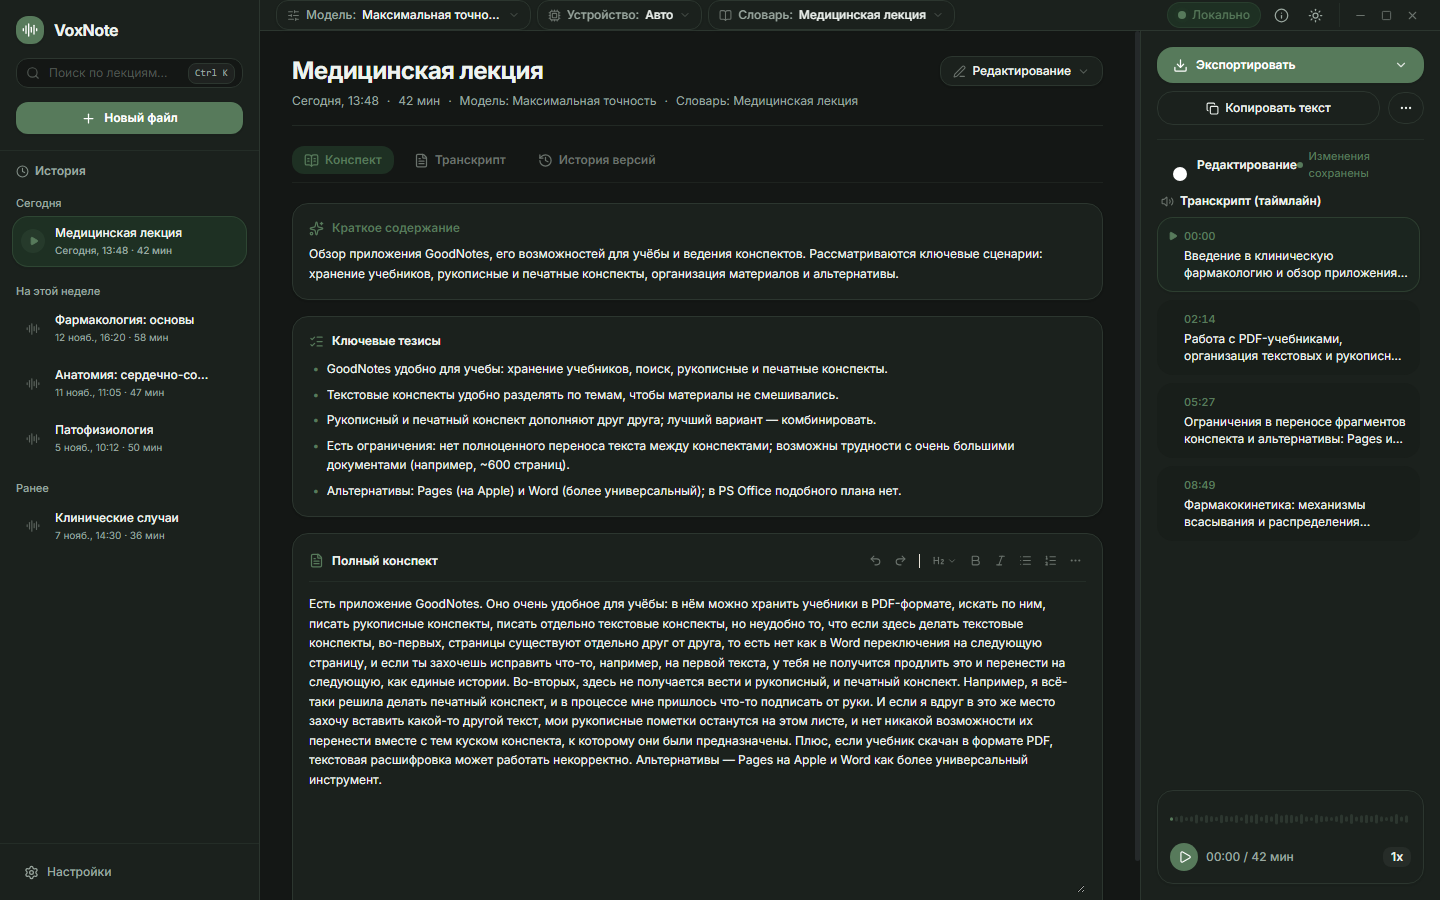 VoxNote
Поиск по лекциям...
Ctrl K
Новый файл
История
Сегодня
Медицинская лекция
Сегодня, 13:48 · 42 мин
На этой неделе
Фармакология: основы
12 нояб., 16:20 · 58 мин
Анатомия: сердечно-со...
11 нояб., 11:05 · 47 мин
Патофизиология
5 нояб., 10:12 · 50 мин
Ранее
Клинические случаи
7 нояб., 14:30 · 36 мин
Настройки
Модель: Максимальная точно...
Устройство: Авто
Словарь: Медицинская лекция
Локально
Медицинская лекция
Редактирование
Сегодня, 13:48 · 42 мин · Модель: Максимальная точность · Словарь: Медицинская лекция
Конспект
Транскрипт
История версий
Краткое содержание
Обзор приложения GoodNotes, его возможностей для учёбы и ведения конспектов. Рассматриваются ключевые сценарии:
хранение учебников, рукописные и печатные конспекты, организация материалов и альтернативы.
Ключевые тезисы
• GoodNotes удобно для учебы: хранение учебников, поиск, рукописные и печатные конспекты.
• Текстовые конспекты удобно разделять по темам, чтобы материалы не смешивались.
• Рукописный и печатный конспект дополняют друг друга; лучший вариант — комбинировать.
• Есть ограничения: нет полноценного переноса текста между конспектами; возможны трудности с очень большими
документами (например, ~600 страниц).
• Альтернативы: Pages (на Apple) и Word (более универсальный); в PS Office подобного плана нет.
Полный конспект
H2
B
I
Есть приложение GoodNotes. Оно очень удобное для учёбы: в нём можно хранить учебники в PDF-формате, искать по ним,
писать рукописные конспекты, писать отдельно текстовые конспекты, но неудобно то, что если здесь делать текстовые
конспекты, во-первых, страницы существуют отдельно друг от друга, то есть нет как в Word переключения на следующую
страницу, и если ты захочешь исправить что-то, например, на первой текста, у тебя не получится продлить это и перенести на
следующую, как единые истории. Во-вторых, здесь не получается вести и рукописный, и печатный конспект. Например, я всё-
таки решила делать печатный конспект, и в процессе мне пришлось что-то подписать от руки. И если я вдруг в это же место
захочу вставить какой-то другой текст, мои рукописные пометки останутся на этом листе, и нет никакой возможности их
перенести вместе с тем куском конспекта, к которому они были предназначены. Плюс, если учебник скачан в формате PDF,
текстовая расшифровка может работать некорректно. Альтернативы — Pages на Apple и Word как более универсальный
инструмент.
Экспортировать
Копировать текст
Редактирование
Изменения
сохранены
Транскрипт (таймлайн)
00:00
Введение в клиническую
фармакологию и обзор приложения...
02:14
Работа с PDF-учебниками,
организация текстовых и рукописн...
05:27
Ограничения в переносе фрагментов
конспекта и альтернативы: Pages и...
08:49
Фармакокинетика: механизмы
всасывания и распределения...
00:00 / 42 мин
1x